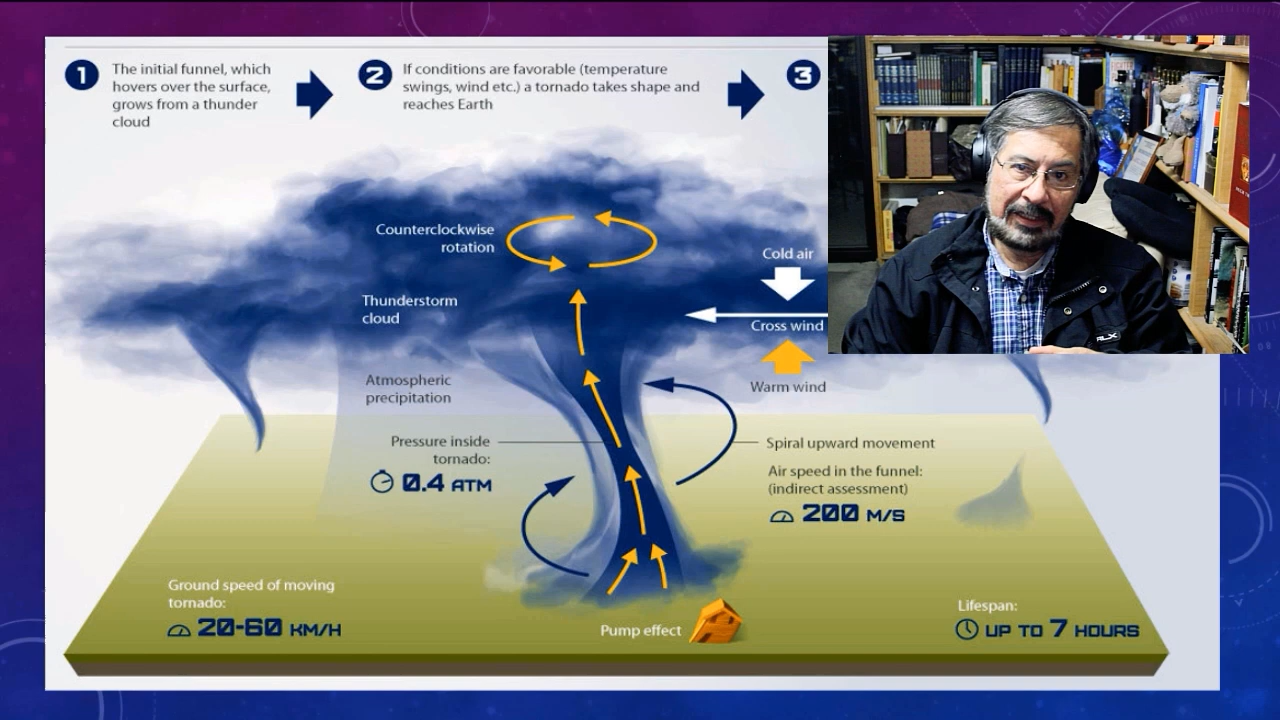 1
The initial funnel, which
hovers over the surface,
grows from a thunder
cloud
2
If conditions are favorable (temperature
swings, wind etc.) a tornado takes shape and
reaches Earth
3
Counterclockwise
rotation
Thunderstorm
cloud
Cold air
Cross wind
Warm wind
Atmospheric
precipitation
Pressure inside
tornado:
0.4 ATM
Spiral upward movement
Air speed in the funnel:
(indirect assessment)
200 M/S
Ground speed of moving
tornado:
20-60 KM/H
Pump effect
Lifespan:
UP TO 7 HOURS